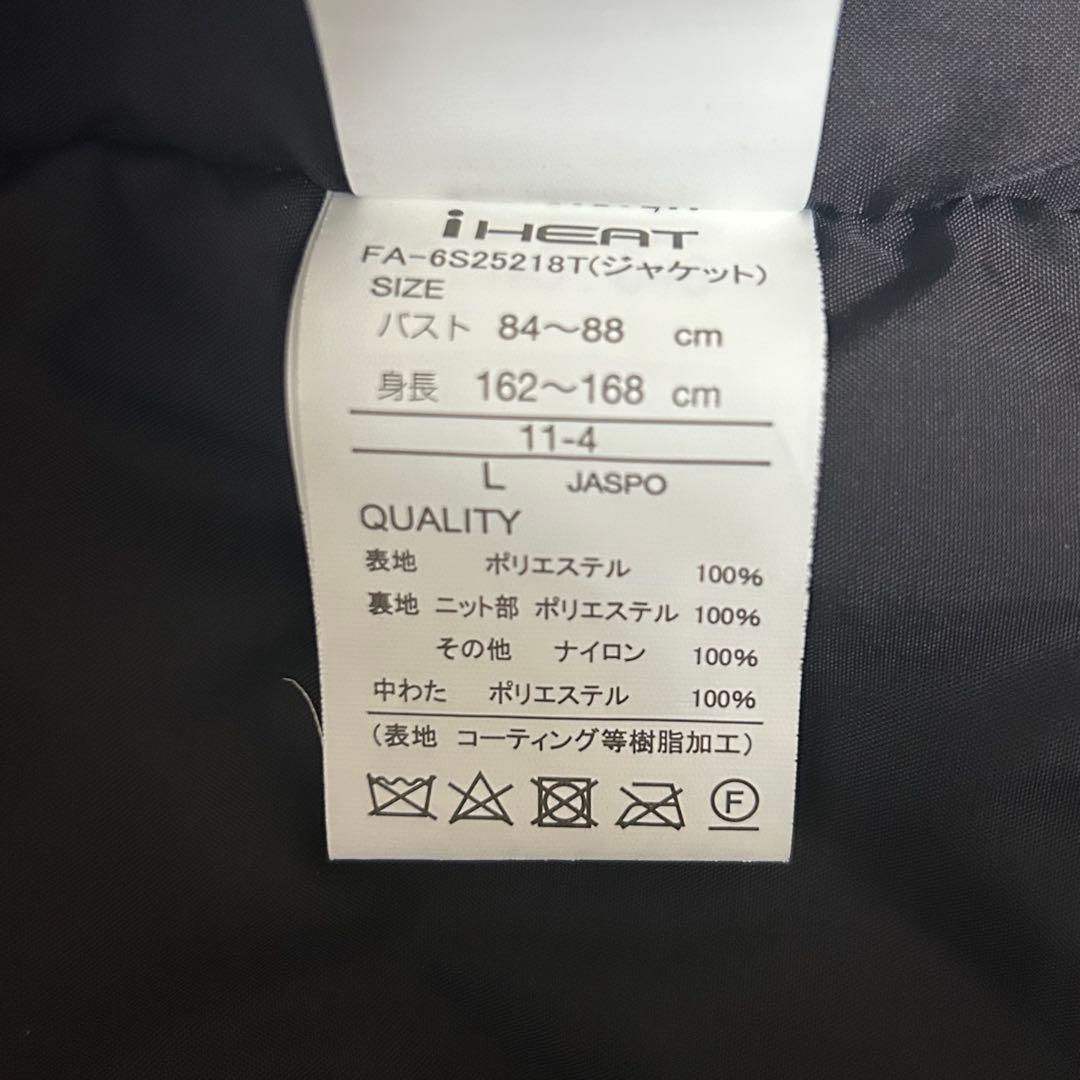 iHEAT
FA-6S25218T(ジャケット)
SIZE
バスト 84〜88 cm
身長 162〜168 cm
11-4
L JASPO
QUALITY
表地 ポリエステル 100%
裏地 ニット部 ポリエステル 100%
その他 ナイロン 100%
中わた ポリエステル 100%
(表地 コーティング等樹脂加工)
F